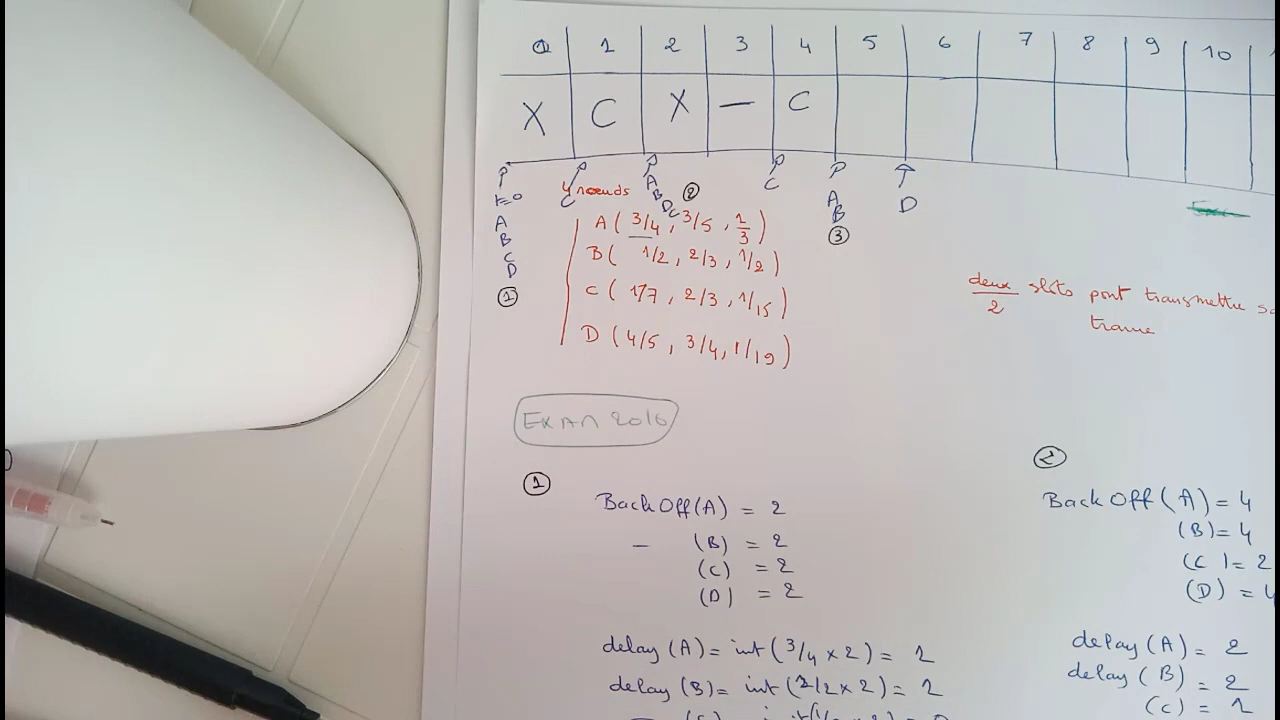 0 1 2 3 4 5 6 7 8 9 10
X C X — C
t=0 C A B D C C A B D
4 nœuds ②
A B C D
A ( 3/4 , 3/5 , 1/3 )
B ( 1/2 , 2/3 , 1/2 )
③
C ( 1/7 , 2/3 , 1/15 )
①
D ( 4/5 , 3/4 , 1/19 )
deux slots pont transmettre
2 trame
EXAM 2016
①
BackOff(A) = 2
— (B) = 2
(C) = 2
(D) = 2
delay (A) = int (3/4 x 2) = 1
delay (B) = int (1/2 x 2) = 1
②
BackOff (A) = 4
(B) = 4
(C) = 2
(D) = 4
delay (A) = 2
delay (B) = 2
(C) = 1